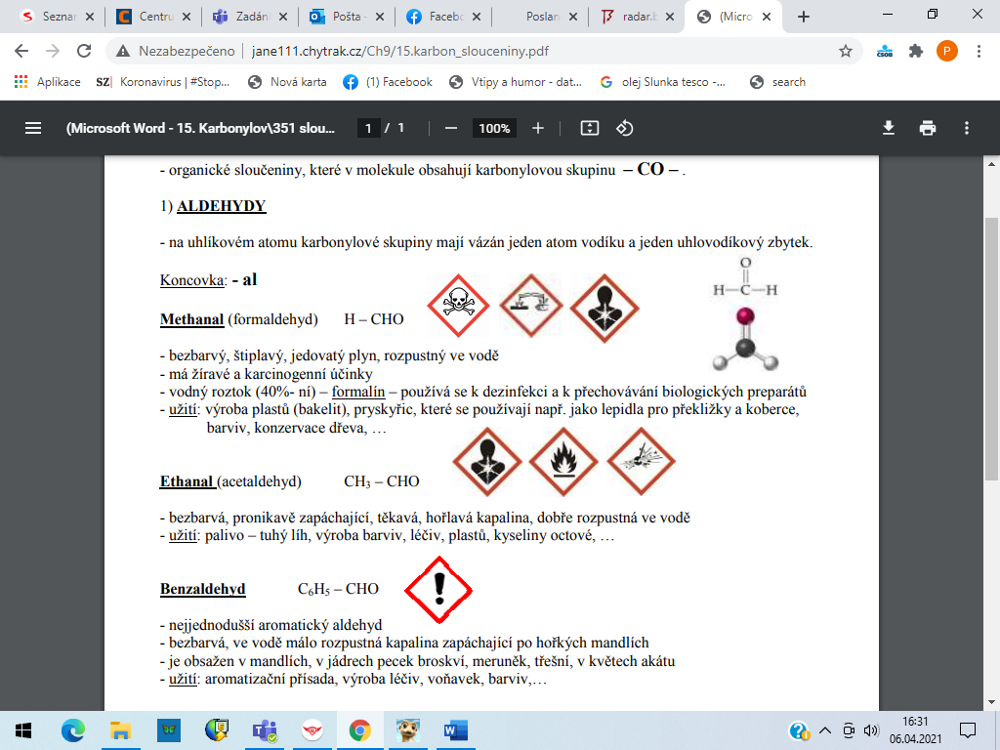 Seznan
Centru
Zadání
Pošta -
Facebo
Poslan
radar.b
(Micro
Nezabezpečeno | jane111.chytrak.cz/Ch9/15.karbon_slouceniny.pdf
ČSOB
P
Aplikace
SZ| Koronavirus | #Stop...
Nová karta
(1) Facebook
Vtipy a humor - dat...
olej Slunka tesco -...
search
(Microsoft Word - 15. Karbonylov\351 slou...
1 / 1
100%
- organické sloučeniny, které v molekule obsahují karbonylovou skupinu – CO – .
1) ALDEHYDY
- na uhlíkovém atomu karbonylové skupiny mají vázán jeden atom vodíku a jeden uhlovodíkový zbytek.
Koncovka: - al
O
H—C—H
Methanal (formaldehyd) H – CHO
- bezbarvý, štiplavý, jedovatý plyn, rozpustný ve vodě
- má žíravé a karcinogenní účinky
- vodný roztok (40%- ní) – formalín – používá se k dezinfekci a k přechovávání biologických preparátů
- užití: výroba plastů (bakelit), pryskyřic, které se používají např. jako lepidla pro překližky a koberce,
barviv, konzervace dřeva, …
Ethanal (acetaldehyd) CH3 – CHO
- bezbarvá, pronikavě zapáchající, těkavá, hořlavá kapalina, dobře rozpustná ve vodě
- užití: palivo – tuhý líh, výroba barviv, léčiv, plastů, kyseliny octové, …
Benzaldehyd C6H5 – CHO
- nejjednodušší aromatický aldehyd
- bezbarvá, ve vodě málo rozpustná kapalina zapáchající po hořkých mandlích
- je obsažen v mandlích, v jádrech pecek broskví, meruněk, třešní, v květech akátu
- užití: aromatizační přísada, výroba léčiv, voňavek, barviv,…
16:31
06.04.2021